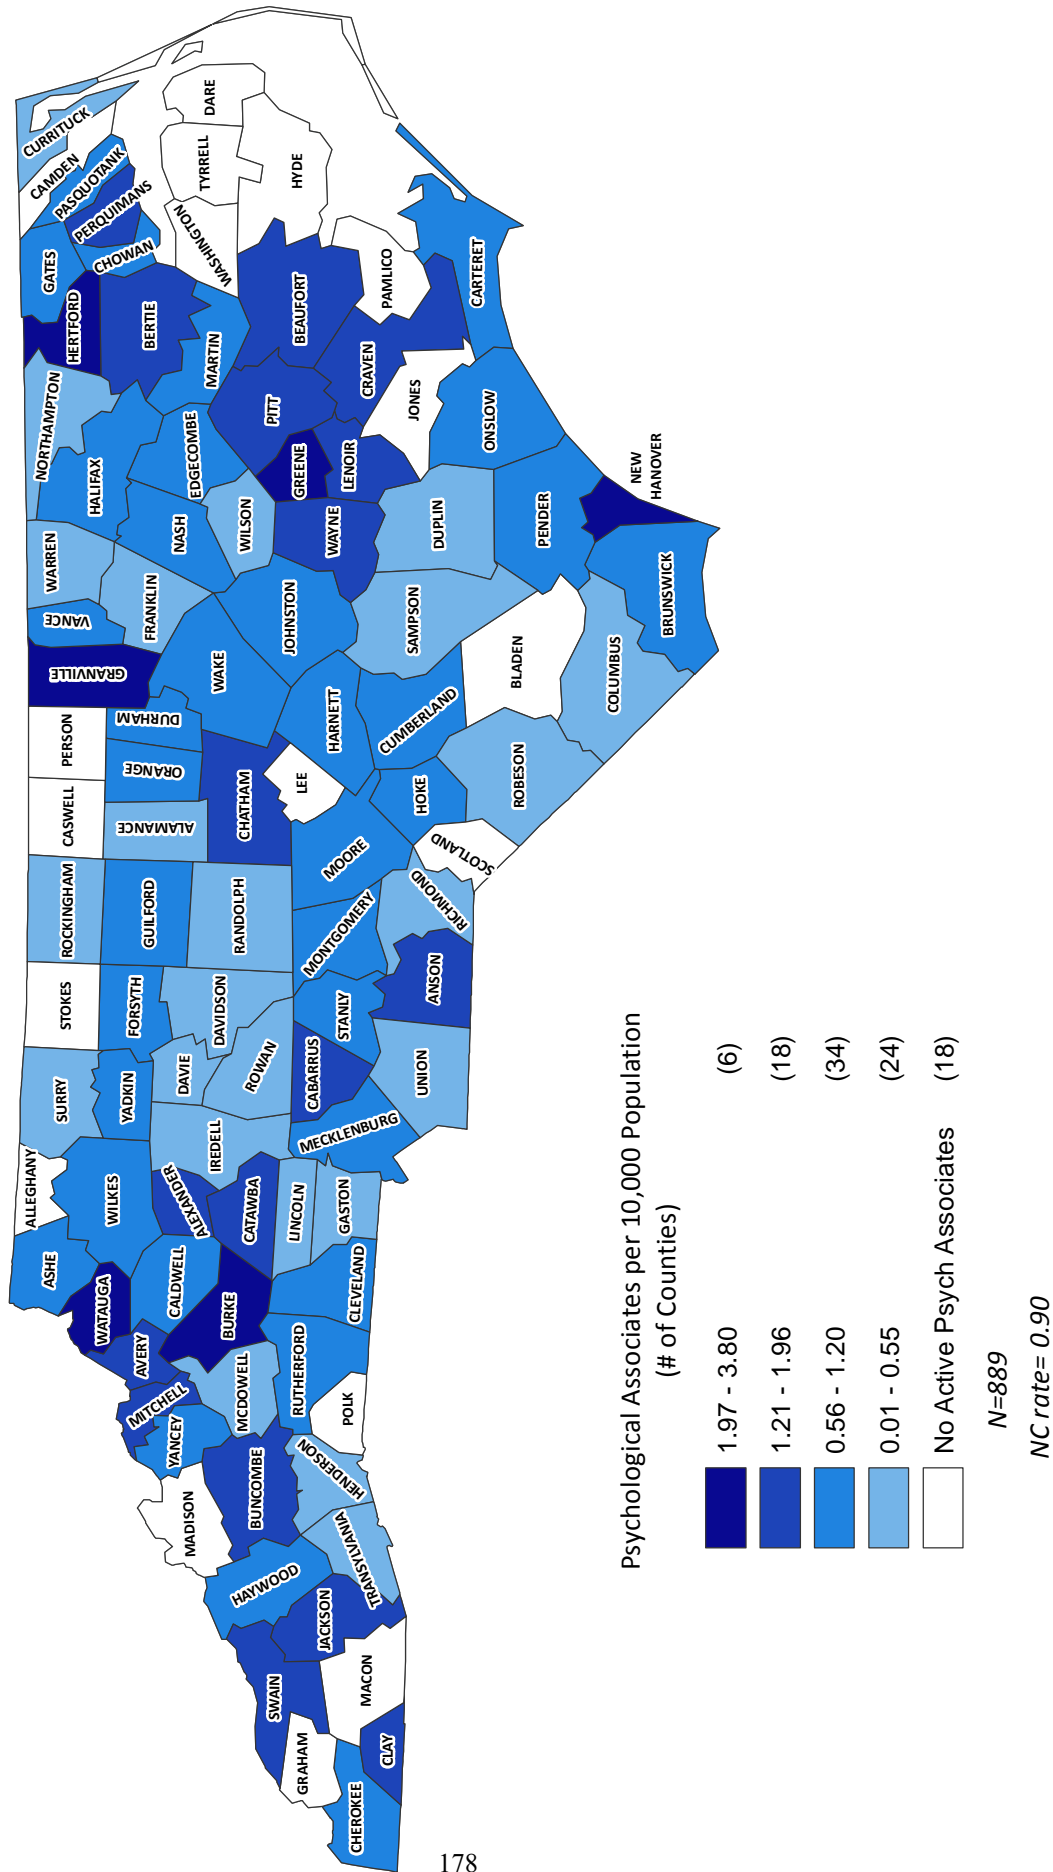 CHEROKEE
GRAHAM
CLAY
SWAIN
MACON
JACKSON
HAYWOOD
TRANSYLVANIA
MADISON
BUNCOMBE
HENDERSON
YANCEY
MITCHELL
AVERY
MCDOWELL
POLK
RUTHERFORD
BURKE
CLEVELAND
WATAUGA
CALDWELL
ASHE
ALLEGHANY
WILKES
ALEXANDER
CATAWBA
LINCOLN
GASTON
SURRY
YADKIN
IREDELL
DAVIE
ROWAN
CABARRUS
MECKLENBURG
UNION
STOKES
FORSYTH
DAVIDSON
STANLY
ANSON
ROCKINGHAM
GUILFORD
RANDOLPH
MONTGOMERY
RICHMOND
CASWELL
ALAMANCE
CHATHAM
MOORE
SCOTLAND
PERSON
ORANGE
DURHAM
LEE
HOKE
ROBESON
GRANVILLE
WAKE
HARNETT
CUMBERLAND
BLADEN
COLUMBUS
VANCE
WARREN
FRANKLIN
JOHNSTON
SAMPSON
BRUNSWICK
NORTHAMPTON
HALIFAX
NASH
WILSON
WAYNE
DUPLIN
PENDER
NEW
HANOVER
EDGECOMBE
GREENE
LENOIR
ONSLOW
HERTFORD
BERTIE
MARTIN
PITT
CRAVEN
JONES
CARTERET
GATES
CHOWAN
PERQUIMANS
PASQUOTANK
CAMDEN
CURRITUCK
WASHINGTON
TYRRELL
DARE
HYDE
BEAUFORT
PAMLICO
Psychological Associates per 10,000 Population
(# of Counties)
1.97 - 3.80 (6)
1.21 - 1.96 (18)
0.56 - 1.20 (34)
0.01 - 0.55 (24)
No Active Psych Associates (18)
N=889
NC rate= 0.90
178